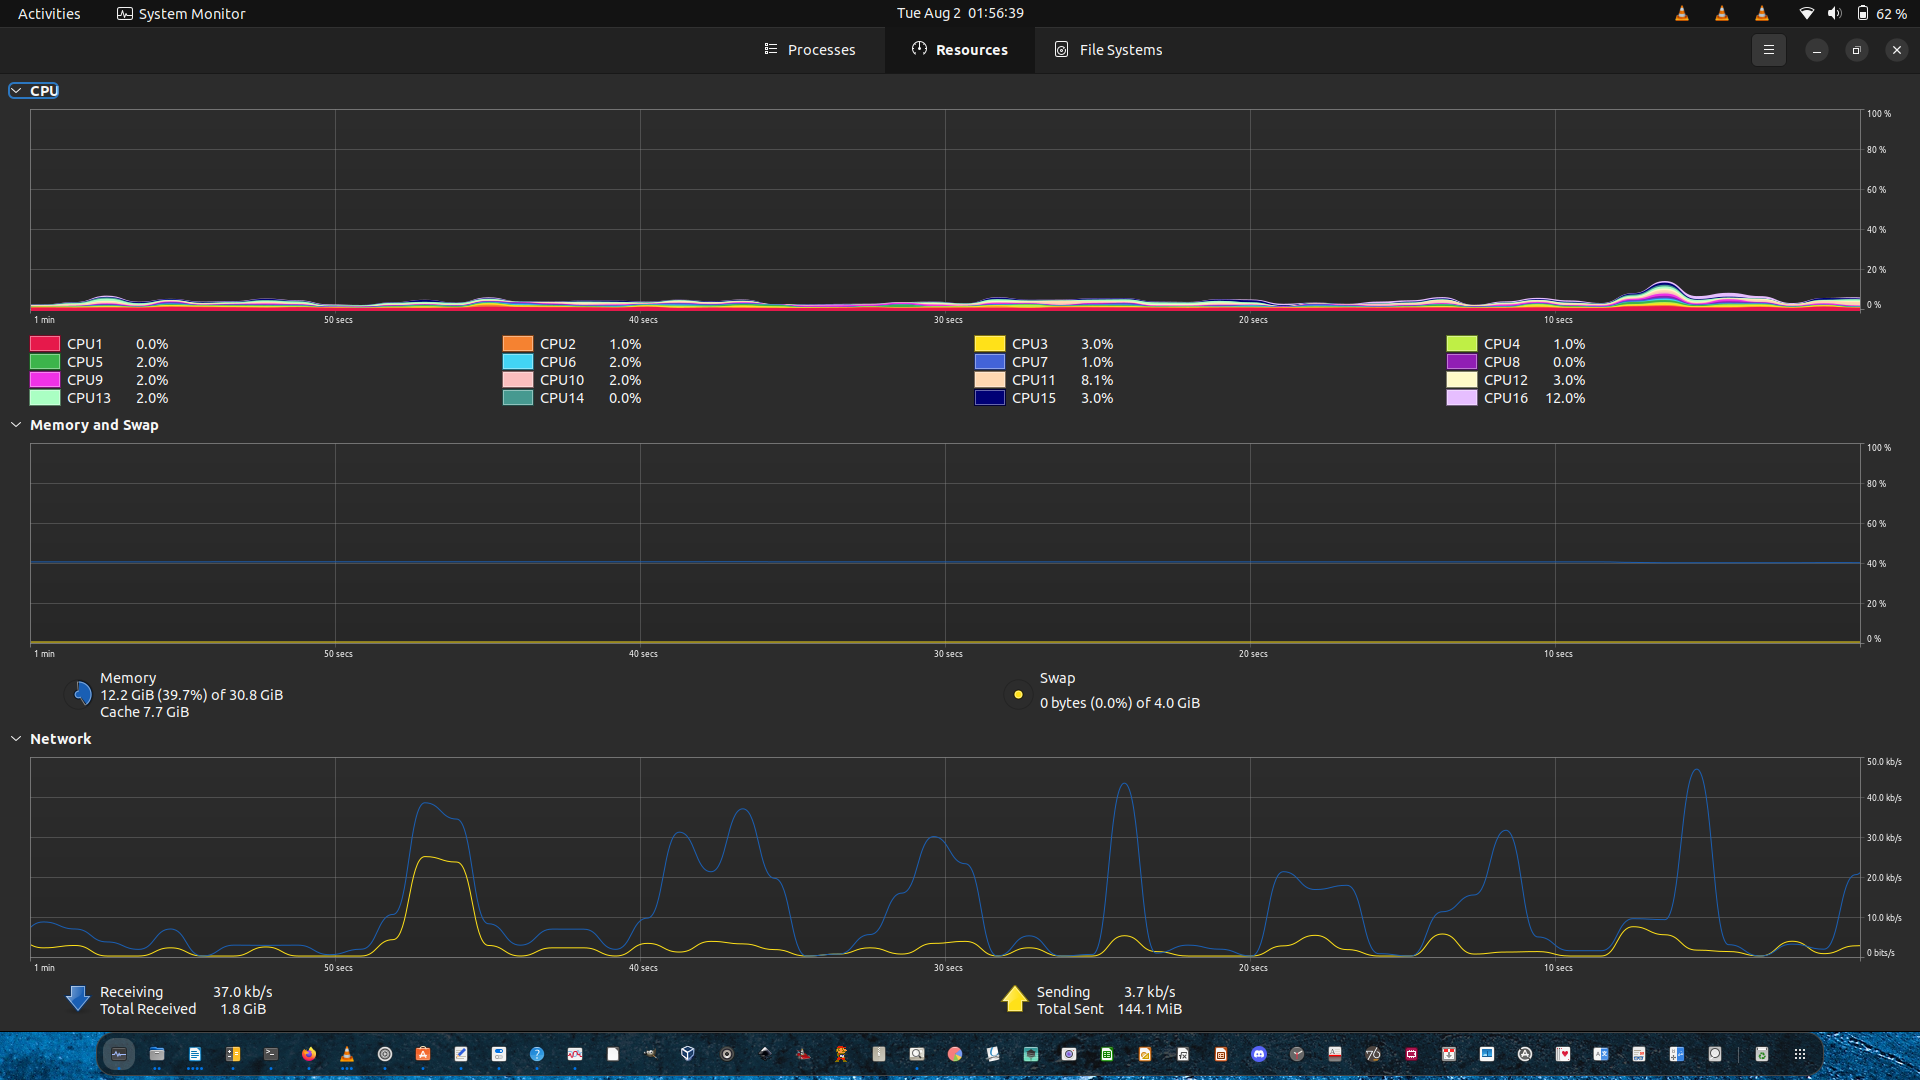 Activities System Monitor Tue Aug 2 01:56:39 62 %
Processes Resources File Systems
CPU
100 %
80 %
60 %
40 %
20 %
0 %
1 min 50 secs 40 secs 30 secs 20 secs 10 secs
CPU1 0.0% CPU2 1.0% CPU3 3.0% CPU4 1.0%
CPU5 2.0% CPU6 2.0% CPU7 1.0% CPU8 0.0%
CPU9 2.0% CPU10 2.0% CPU11 8.1% CPU12 3.0%
CPU13 2.0% CPU14 0.0% CPU15 3.0% CPU16 12.0%
Memory and Swap
100 %
80 %
60 %
40 %
20 %
0 %
1 min 50 secs 40 secs 30 secs 20 secs 10 secs
Memory
12.2 GiB (39.7%) of 30.8 GiB
Cache 7.7 GiB
Swap
0 bytes (0.0%) of 4.0 GiB
Network
50.0 kb/s
40.0 kb/s
30.0 kb/s
20.0 kb/s
10.0 kb/s
0 bits/s
1 min 50 secs 40 secs 30 secs 20 secs 10 secs
Receiving 37.0 kb/s Sending 3.7 kb/s
Total Received 1.8 GiB Total Sent 144.1 MiB
76